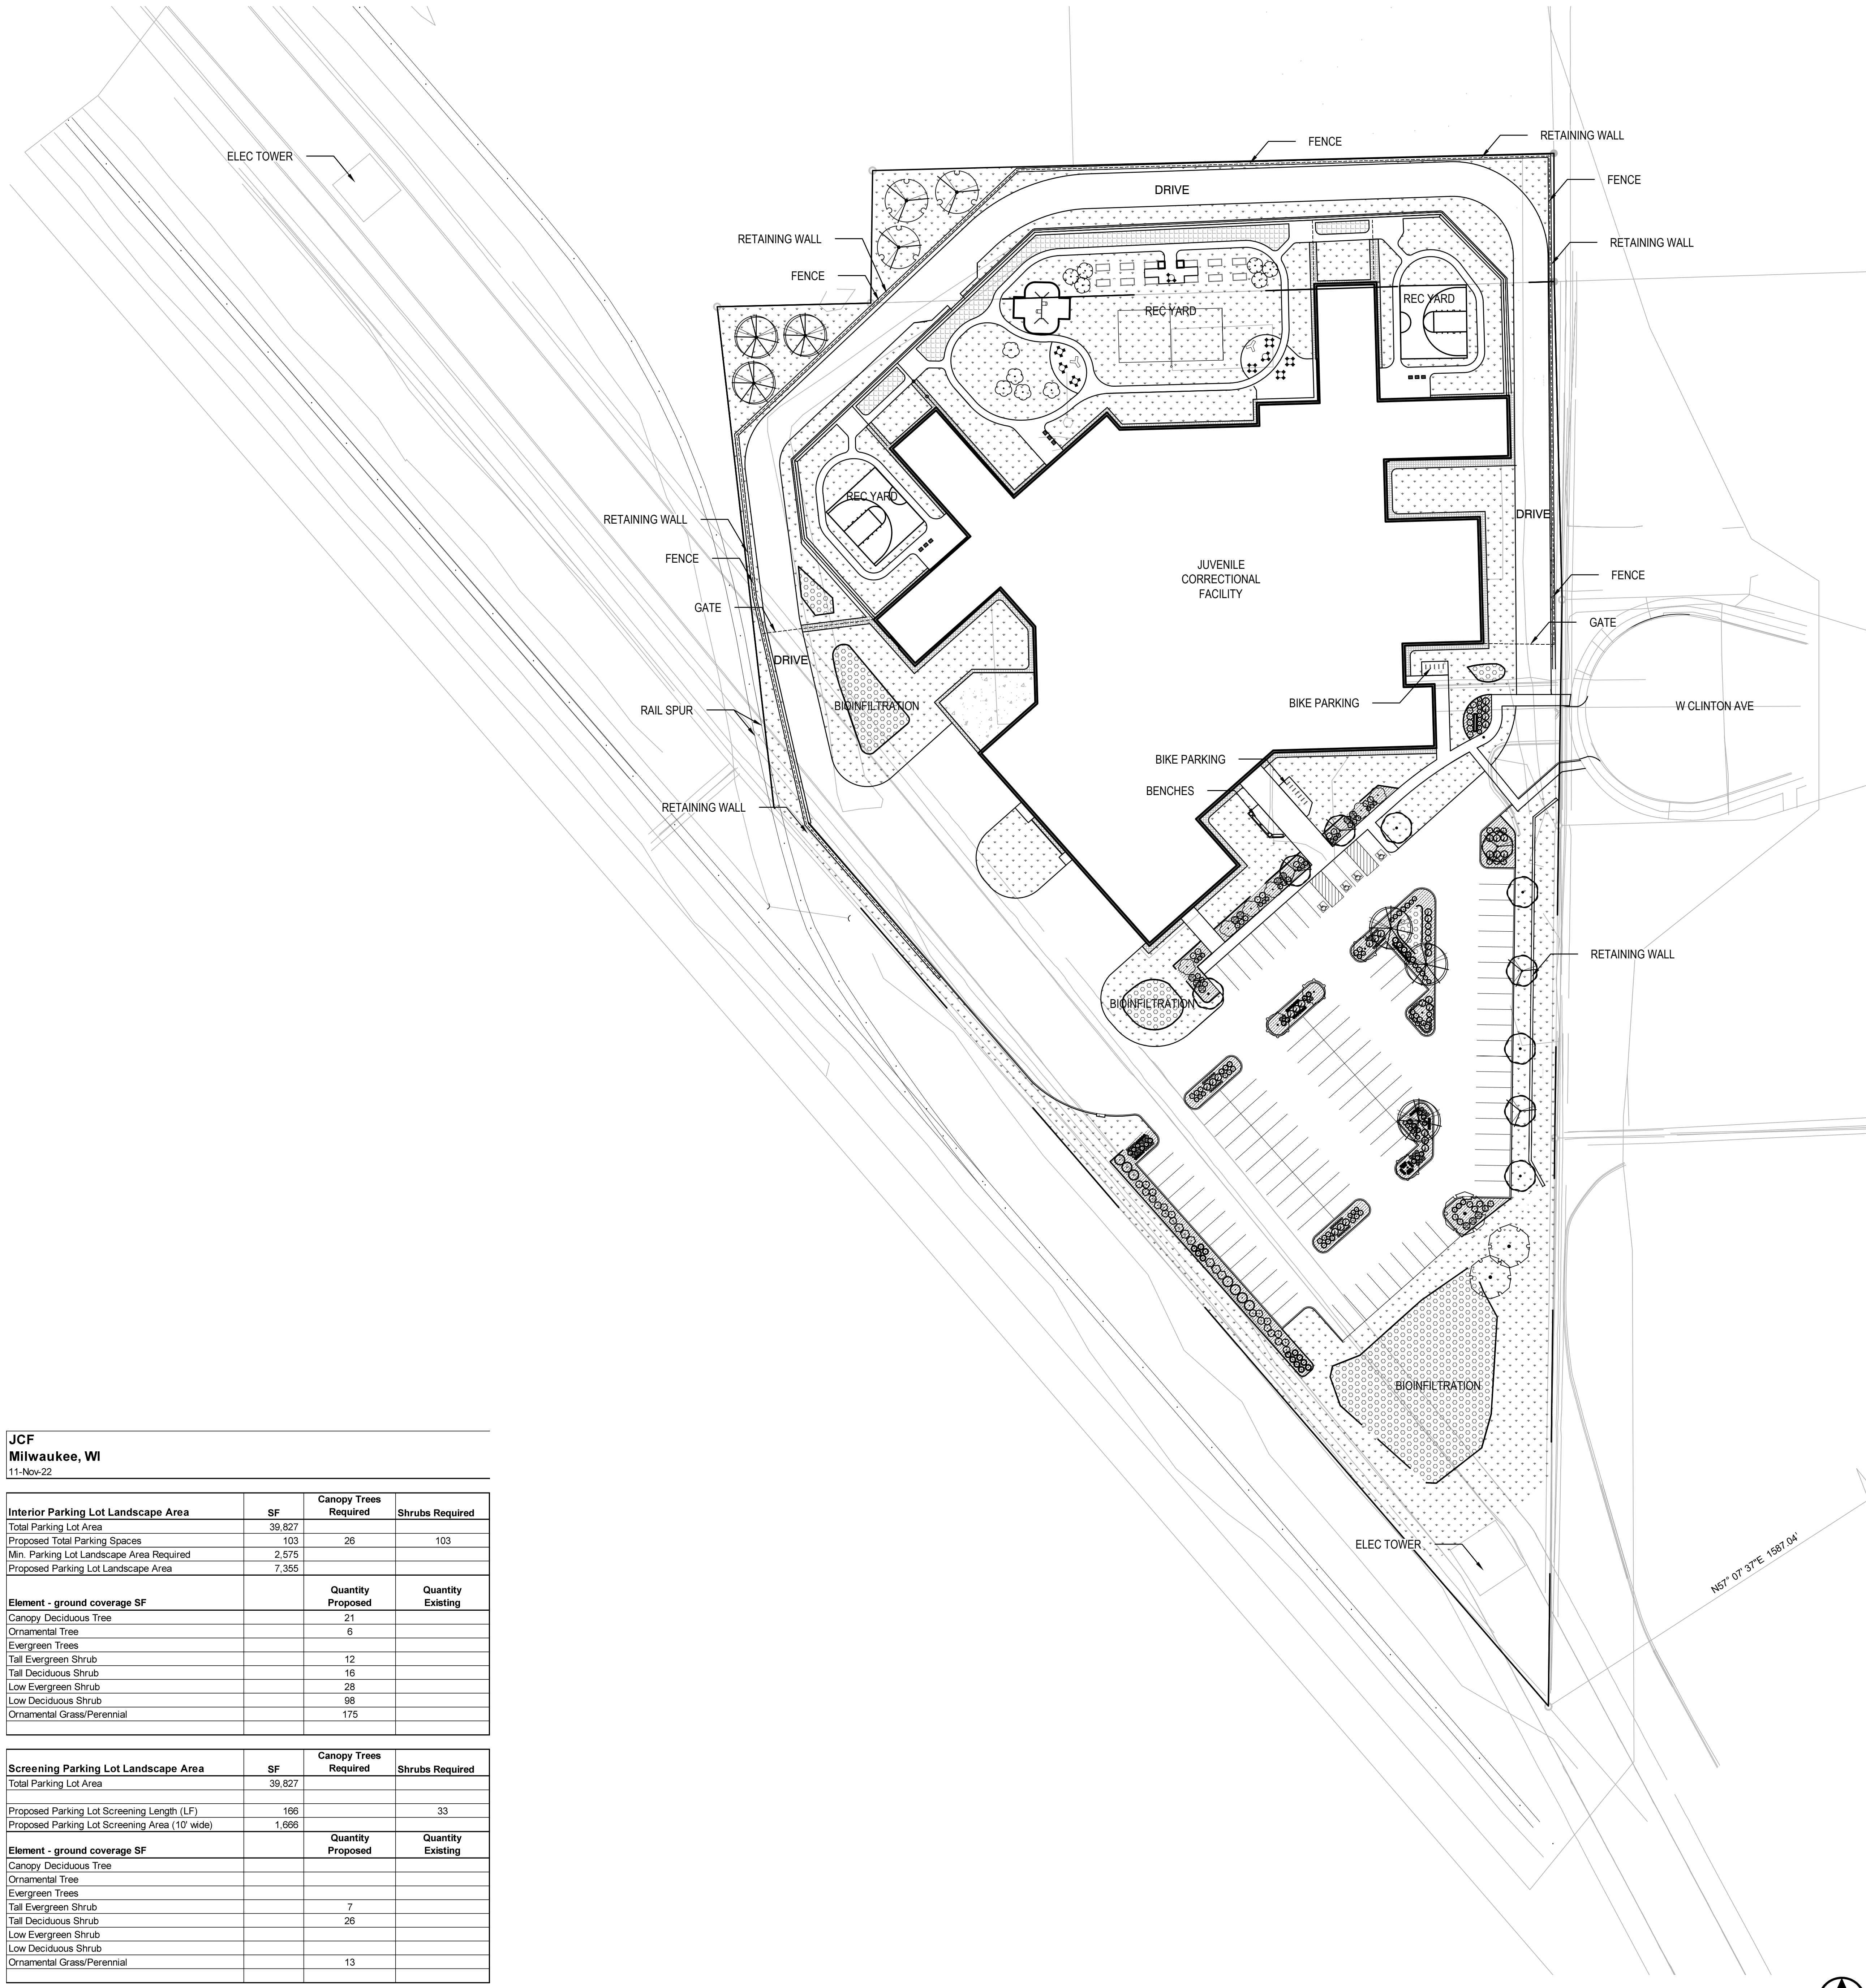 ELEC TOWER
FENCE
RETAINING WALL
DRIVE
FENCE
RETAINING WALL
RETAINING WALL
FENCE
REC YARD
REC YARD
REC YARD
RETAINING WALL
DRIVE
FENCE
JUVENILE
CORRECTIONAL
FACILITY
FENCE
GATE
GATE
DRIVE
BIKE PARKING
W CLINTON AVE
RAIL SPUR
BIOINFILTRATION
BIKE PARKING
BENCHES
RETAINING WALL
RETAINING WALL
BIOINFILTRATION
BIOINFILTRATION
ELEC TOWER
N57° 07' 37"E 1587.04'
JCF
Milwaukee, WI
11-Nov-22
Interior Parking Lot Landscape Area SF Canopy Trees Required Shrubs Required
Total Parking Lot Area 39,827
Proposed Total Parking Spaces 103 26 103
Min. Parking Lot Landscape Area Required 2,575
Proposed Parking Lot Landscape Area 7,355
Element - ground coverage SF Quantity Proposed Quantity Existing
Canopy Deciduous Tree 21
Ornamental Tree 6
Evergreen Trees
Tall Evergreen Shrub 12
Tall Deciduous Shrub 16
Low Evergreen Shrub 28
Low Deciduous Shrub 98
Ornamental Grass/Perennial 175
Screening Parking Lot Landscape Area SF Canopy Trees Required Shrubs Required
Total Parking Lot Area 39,827
Proposed Parking Lot Screening Length (LF) 166 33
Proposed Parking Lot Screening Area (10' wide) 1,666
Element - ground coverage SF Quantity Proposed Quantity Existing
Canopy Deciduous Tree
Ornamental Tree
Evergreen Trees
Tall Evergreen Shrub 7
Tall Deciduous Shrub 26
Low Evergreen Shrub
Low Deciduous Shrub
Ornamental Grass/Perennial 13